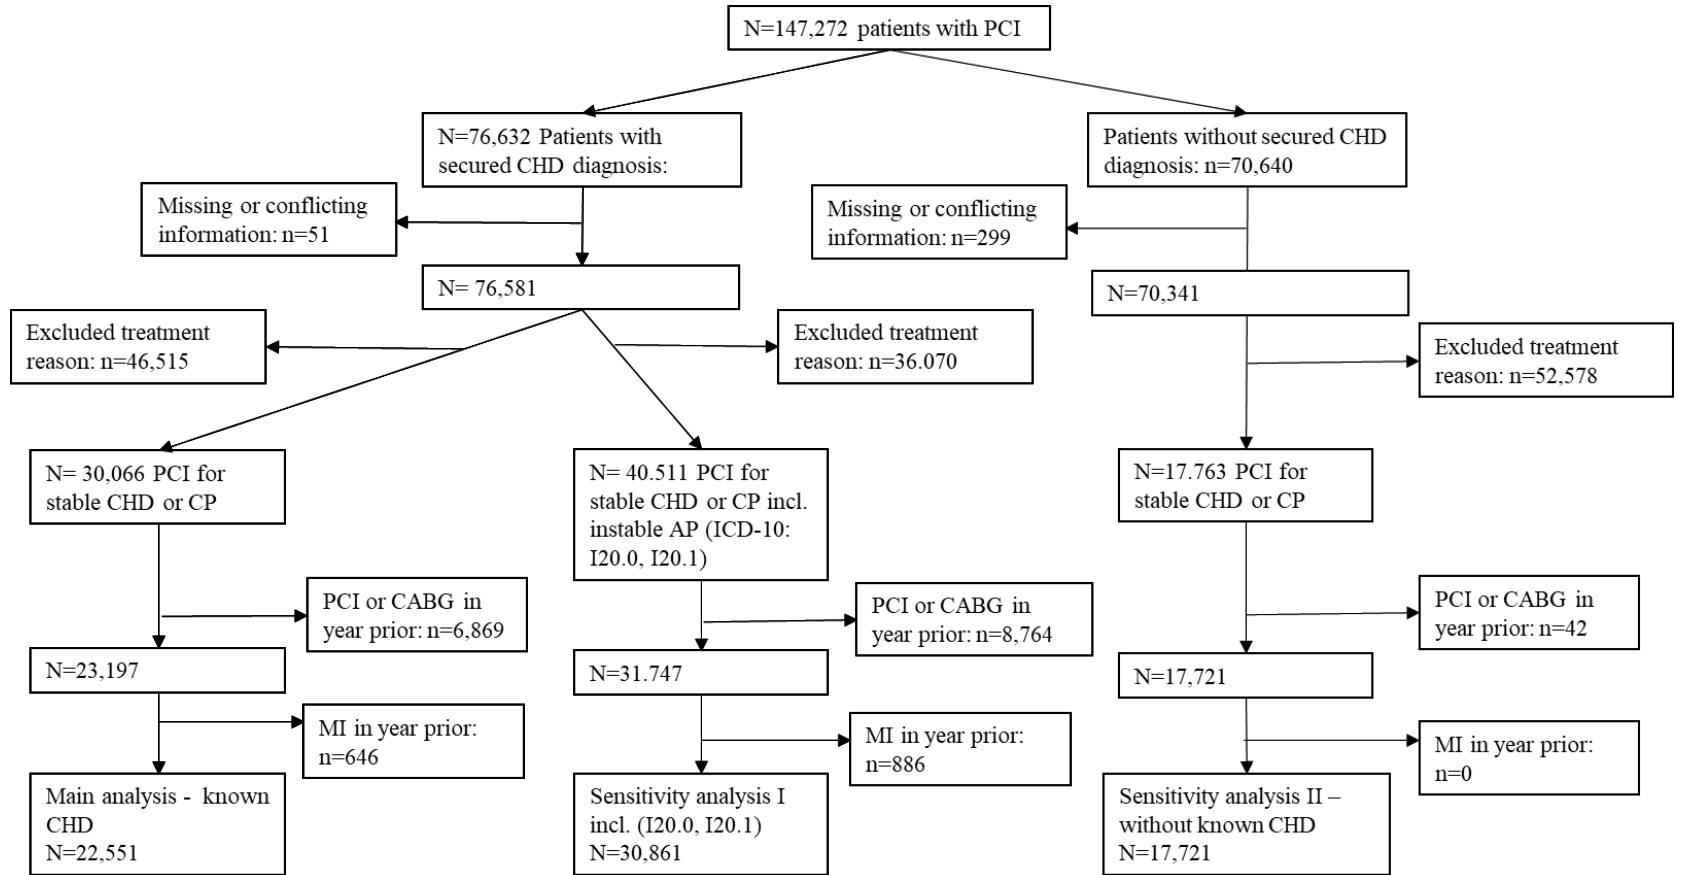 N=147,272 patients with PCI
N=76,632 Patients with
secured CHD diagnosis:
Patients without secured CHD
diagnosis: n=70,640
Missing or conflicting
information: n=51
Missing or conflicting
information: n=299
N= 76,581
N=70,341
Excluded treatment
reason: n=46,515
Excluded treatment
reason: n=36.070
Excluded treatment
reason: n=52,578
N= 30,066 PCI for
stable CHD or CP
N= 40.511 PCI for
stable CHD or CP incl.
instable AP (ICD-10:
I20.0, I20.1)
N=17.763 PCI for
stable CHD or CP
PCI or CABG in
year prior: n=6,869
PCI or CABG in
year prior: n=8,764
PCI or CABG in
year prior: n=42
N=23,197
N=31.747
N=17,721
MI in year prior:
n=646
MI in year prior:
n=886
MI in year prior:
n=0
Main analysis - known
CHD
N=22,551
Sensitivity analysis I
incl. (I20.0, I20.1)
N=30,861
Sensitivity analysis II –
without known CHD
N=17,721